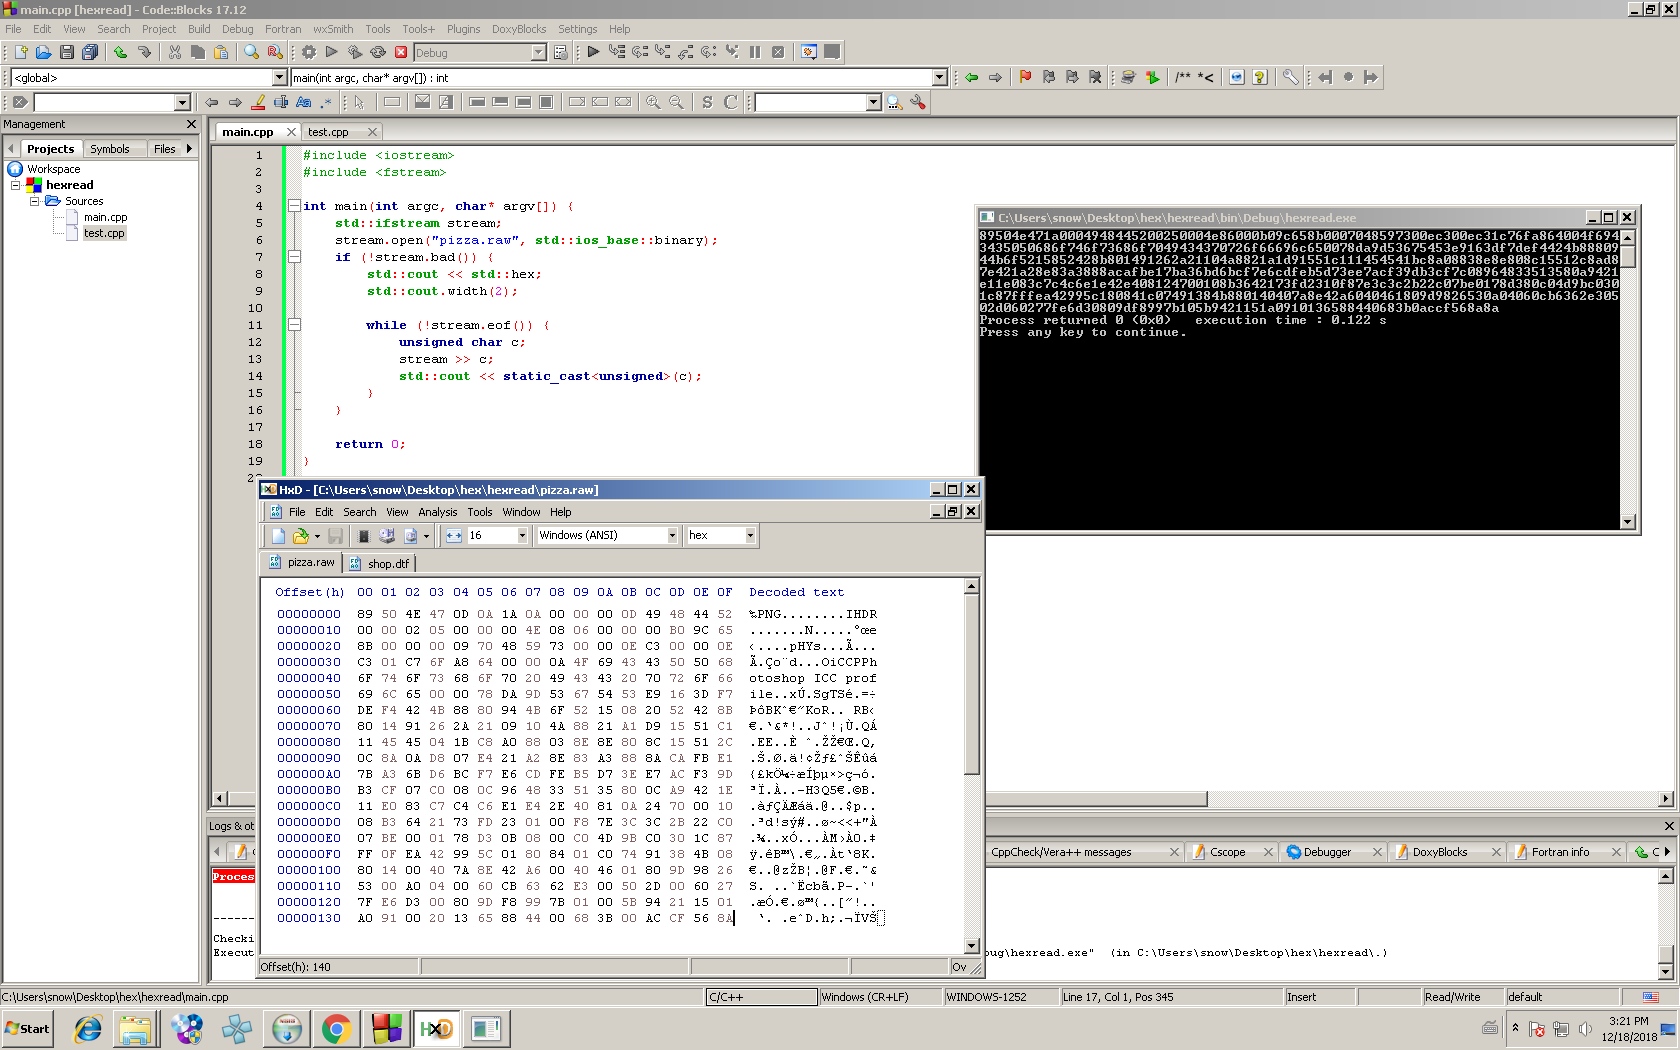 main.cpp [hexread] - Code::Blocks 17.12
File Edit View Search Project Build Debug Fortran wxSmith Tools Tools+ Plugins DoxyBlocks Settings Help
Debug
<global> main(int argc, char* argv[]) : int
/** *<
Aa .* S C
Management
main.cpp test.cpp
Projects Symbols Files
Workspace
hexread
Sources
main.cpp
test.cpp
1 #include <iostream>
2 #include <fstream>
3
4 int main(int argc, char* argv[]) {
5 std::ifstream stream;
6 stream.open("pizza.raw", std::ios_base::binary);
7 if (!stream.bad()) {
8 std::cout << std::hex;
9 std::cout.width(2);
10
11 while (!stream.eof()) {
12 unsigned char c;
13 stream >> c;
14 std::cout << static_cast<unsigned>(c);
15 }
16 }
17
18 return 0;
19 }
C:\Users\snow\Desktop\hex\hexread\bin\Debug\hexread.exe
Process returned 0 (0x0) execution time : 0.122 s
Press any key to continue.
HxD - [C:\Users\snow\Desktop\hex\hexread\pizza.raw]
File Edit Search View Analysis Tools Window Help
16 Windows (ANSI) hex
pizza.raw shop.dtf
Offset(h) 00 01 02 03 04 05 06 07 08 09 0A 0B 0C 0D 0E 0F Decoded text
00000000 89 50 4E 47 0D 0A 1A 0A 00 00 00 0D 49 48 44 52 ‰PNG........IHDR
00000010 00 00 02 05 00 00 00 4E 08 06 00 00 00 B0 9C 65 .......N.....°œe
00000020 8B 00 00 00 09 70 48 59 73 00 00 0E C3 00 00 0E ‹....pHYs...Ã...
00000030 C3 01 C7 6F A8 64 00 00 0A 4F 69 43 43 50 50 68 Ã.Ço¨d...OiCCPPh
00000040 6F 74 6F 73 68 6F 70 20 49 43 43 20 70 72 6F 66 otoshop ICC prof
00000050 69 6C 65 00 00 78 DA 9D 53 67 54 53 E9 16 3D F7 ile..xÚ.SgTSé.=÷
00000060 DE F4 42 4B 88 80 94 4B 6F 52 15 08 20 52 42 8B ÞôBKˆ€”KoR.. RB‹
00000070 80 14 91 26 2A 21 09 10 4A 88 21 A1 D9 15 51 C1 €.‘&*!..Jˆ!¡Ù.QÁ
00000080 11 45 45 04 1B C8 A0 88 03 8E 8E 80 8C 15 51 2C .EE..È ˆ.ŽŽ€Œ.Q,
00000090 0C 8A 0A D8 07 E4 21 A2 8E 83 A3 88 8A CA FB E1 .Š.Ø.ä!¢Žƒ£ˆŠÊûá
000000A0 7B A3 6B D6 BC F7 E6 CD FE B5 D7 3E E7 AC F3 9D {£kÖ¼÷æÍþµ×>ç¬ó.
000000B0 B3 CF 07 C0 08 0C 96 48 33 51 35 80 0C A9 42 1E ³Ï.À..–H3Q5€.©B.
000000C0 11 E0 83 C7 C4 C6 E1 E4 2E 40 81 0A 24 70 00 10 .àƒÇÄÆáä.@..$p..
000000D0 08 B3 64 21 73 FD 23 01 00 F8 7E 3C 3C 2B 22 C0 .³d!sý#..ø~<<+"À
000000E0 07 BE 00 01 78 D3 0B 08 00 C0 4D 9B C0 30 1C 87 .¾..xÓ...ÀM›À0.‡
000000F0 FF 0F EA 42 99 5C 01 80 84 01 C0 74 91 38 4B 08 ÿ.êB™\.€„.Àt‘8K.
00000100 80 14 00 40 7A 8E 42 A6 00 40 46 01 80 9D 98 26 €..@zŽB¦.@F.€.˜&
00000110 53 00 A0 04 00 60 CB 63 62 E3 00 50 2D 00 60 27 S. ..`Ëcbã.P-.`'
00000120 7F E6 D3 00 80 9D F8 99 7B 01 00 5B 94 21 15 01 .æÓ.€.ø™{..[”!..
00000130 A0 91 00 20 13 65 88 44 00 68 3B 00 AC CF 56 8A ‘. .eˆD.h;.¬ÏVŠ
Offset(h): 140 Ov
Logs & ot
CppCheck/Vera++ messages Cscope Debugger DoxyBlocks Fortran info
Proces
Checki
Execut ug\hexread.exe" (in C:\Users\snow\Desktop\hex\hexread\.)
C:\Users\snow\Desktop\hex\hexread\main.cpp C/C++ Windows (CR+LF) WINDOWS-1252 Line 17, Col 1, Pos 345 Insert Read/Write default
Start 3:21 PM
12/18/2018